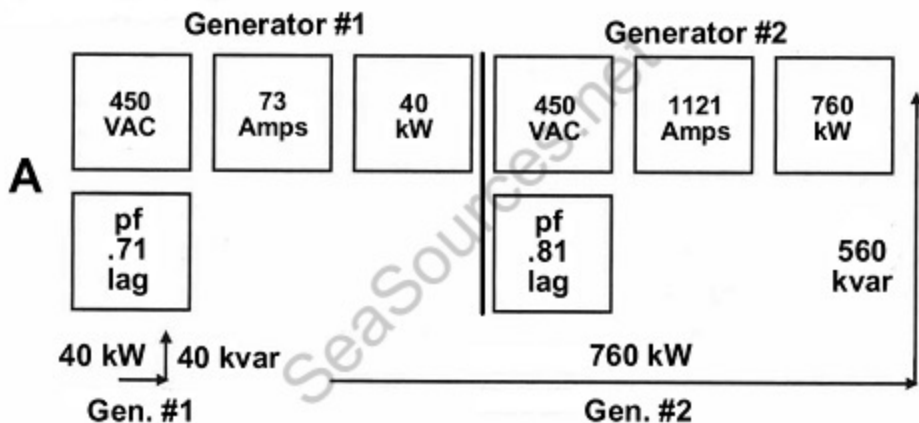 Generator #1
Generator #2
A
450
VAC
73
Amps
40
kW
450
VAC
1121
Amps
760
kW
pf
.71
lag
pf
.81
lag
560
kvar
40 kW
40 kvar
760 kW
Gen. #1
Gen. #2
SeaSources.net